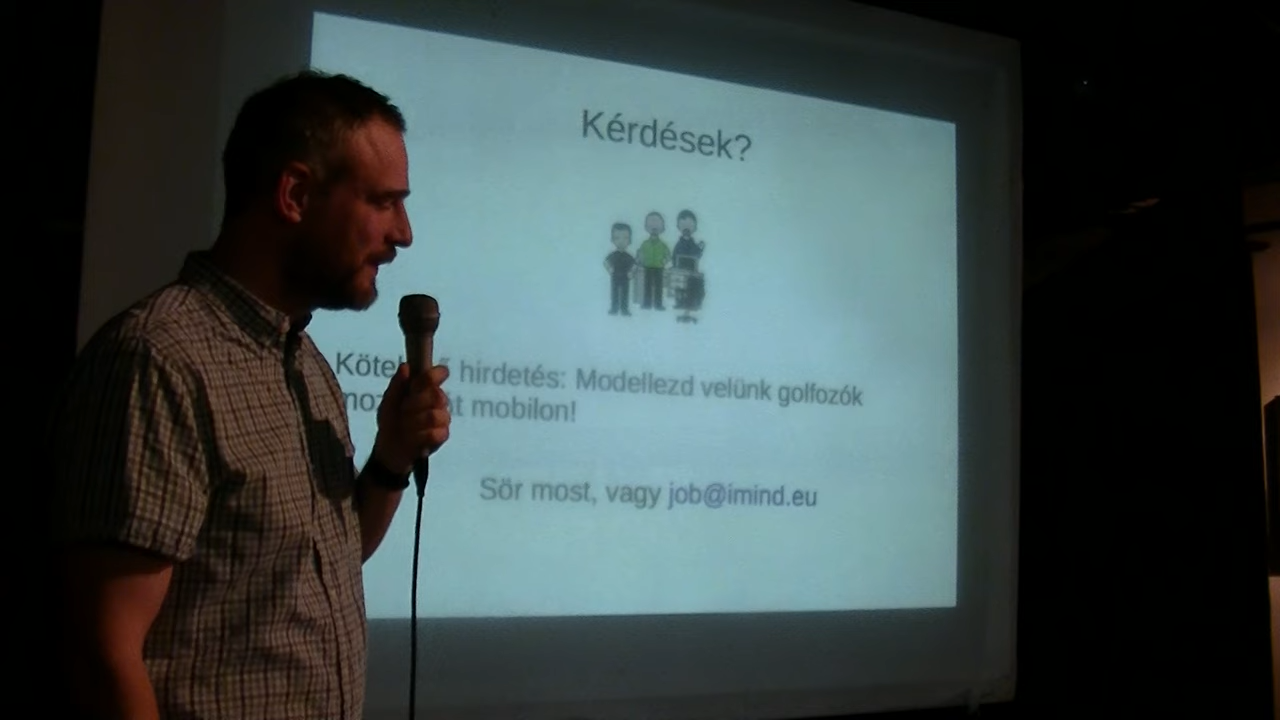 Kérdések?
hirdetés: Modellezd velünk golfozók
mobilon!
Sör most, vagy job@imind.eu